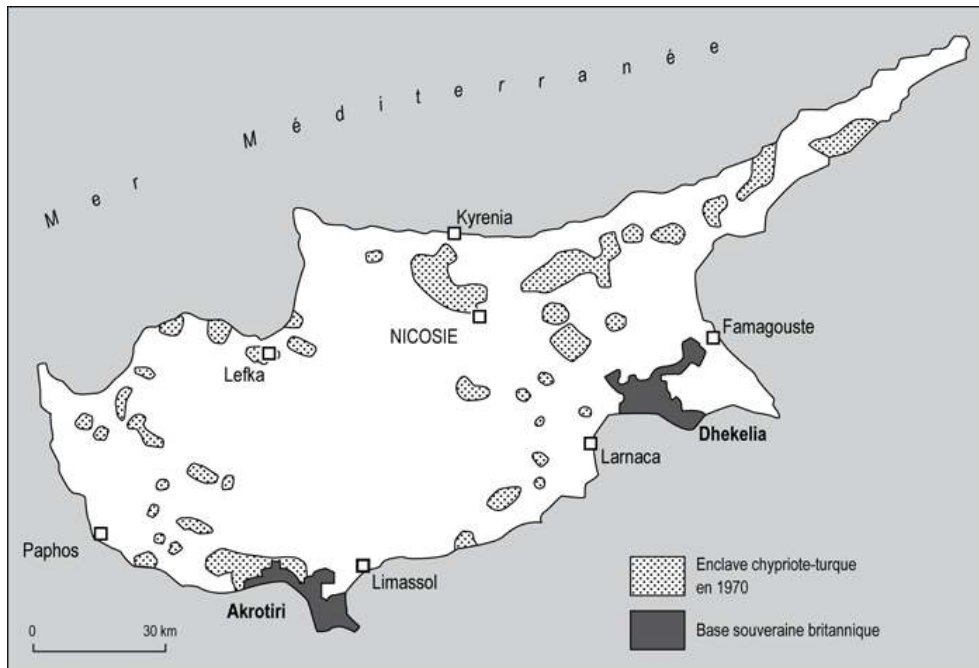 Mer Méditerranée
Kyrenia
NICOSIE
Famagouste
Lefka
Dhekelia
Larnaca
Paphos
Limassol
Akrotiri
Enclave chypriote-turque
en 1970
Base souveraine britannique
0 30 km